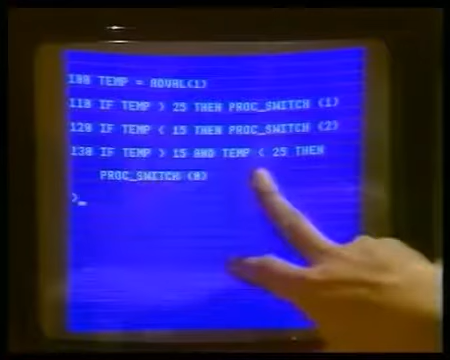 100 TEMP = ADVAL(1)
110 IF TEMP > 25 THEN PROC_SWITCH (1)
120 IF TEMP < 15 THEN PROC_SWITCH (2)
130 IF TEMP > 15 AND TEMP < 25 THEN
PROC_SWITCH (0)
>_